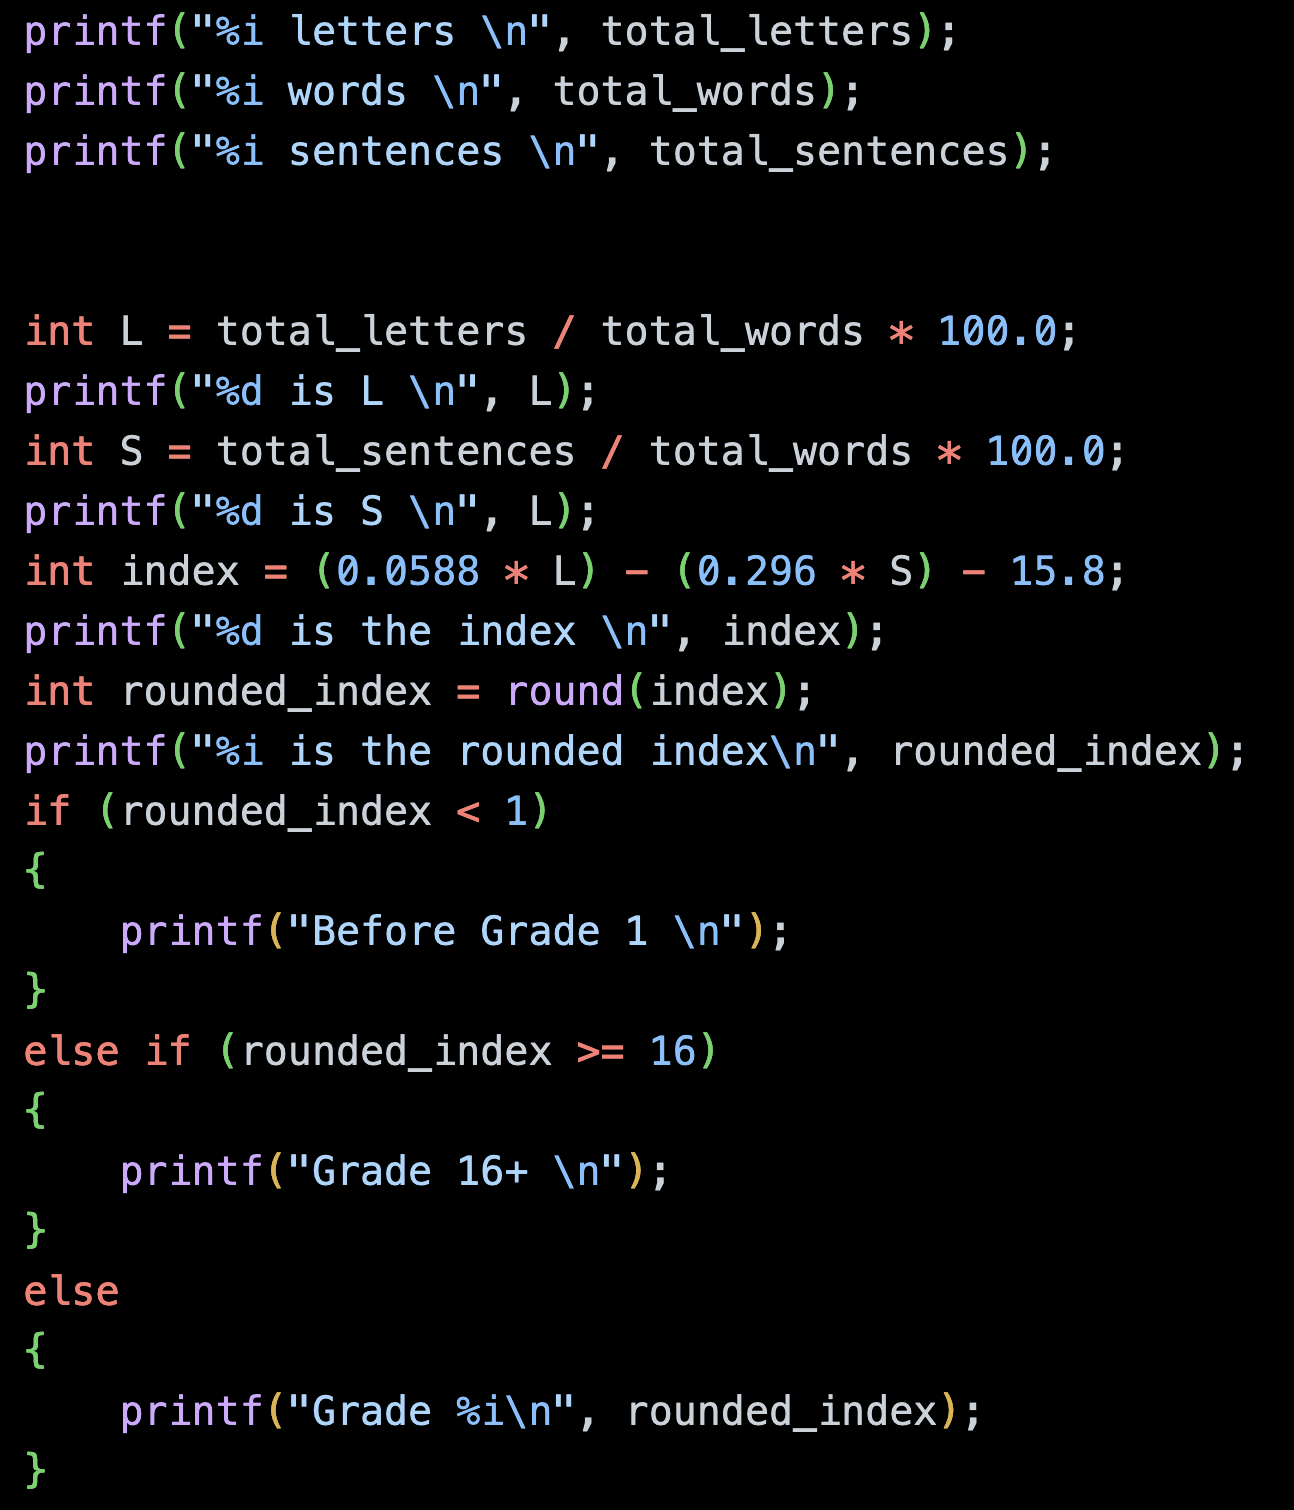 printf("%i letters \n", total_letters);
printf("%i words \n", total_words);
printf("%i sentences \n", total_sentences);
int L = total_letters / total_words * 100.0;
printf("%d is L \n", L);
int S = total_sentences / total_words * 100.0;
printf("%d is S \n", L);
int index = (0.0588 * L) - (0.296 * S) - 15.8;
printf("%d is the index \n", index);
int rounded_index = round(index);
printf("%i is the rounded index\n", rounded_index);
if (rounded_index < 1)
{
    printf("Before Grade 1 \n");
}
else if (rounded_index >= 16)
{
    printf("Grade 16+ \n");
}
else
{
    printf("Grade %i\n", rounded_index);
}